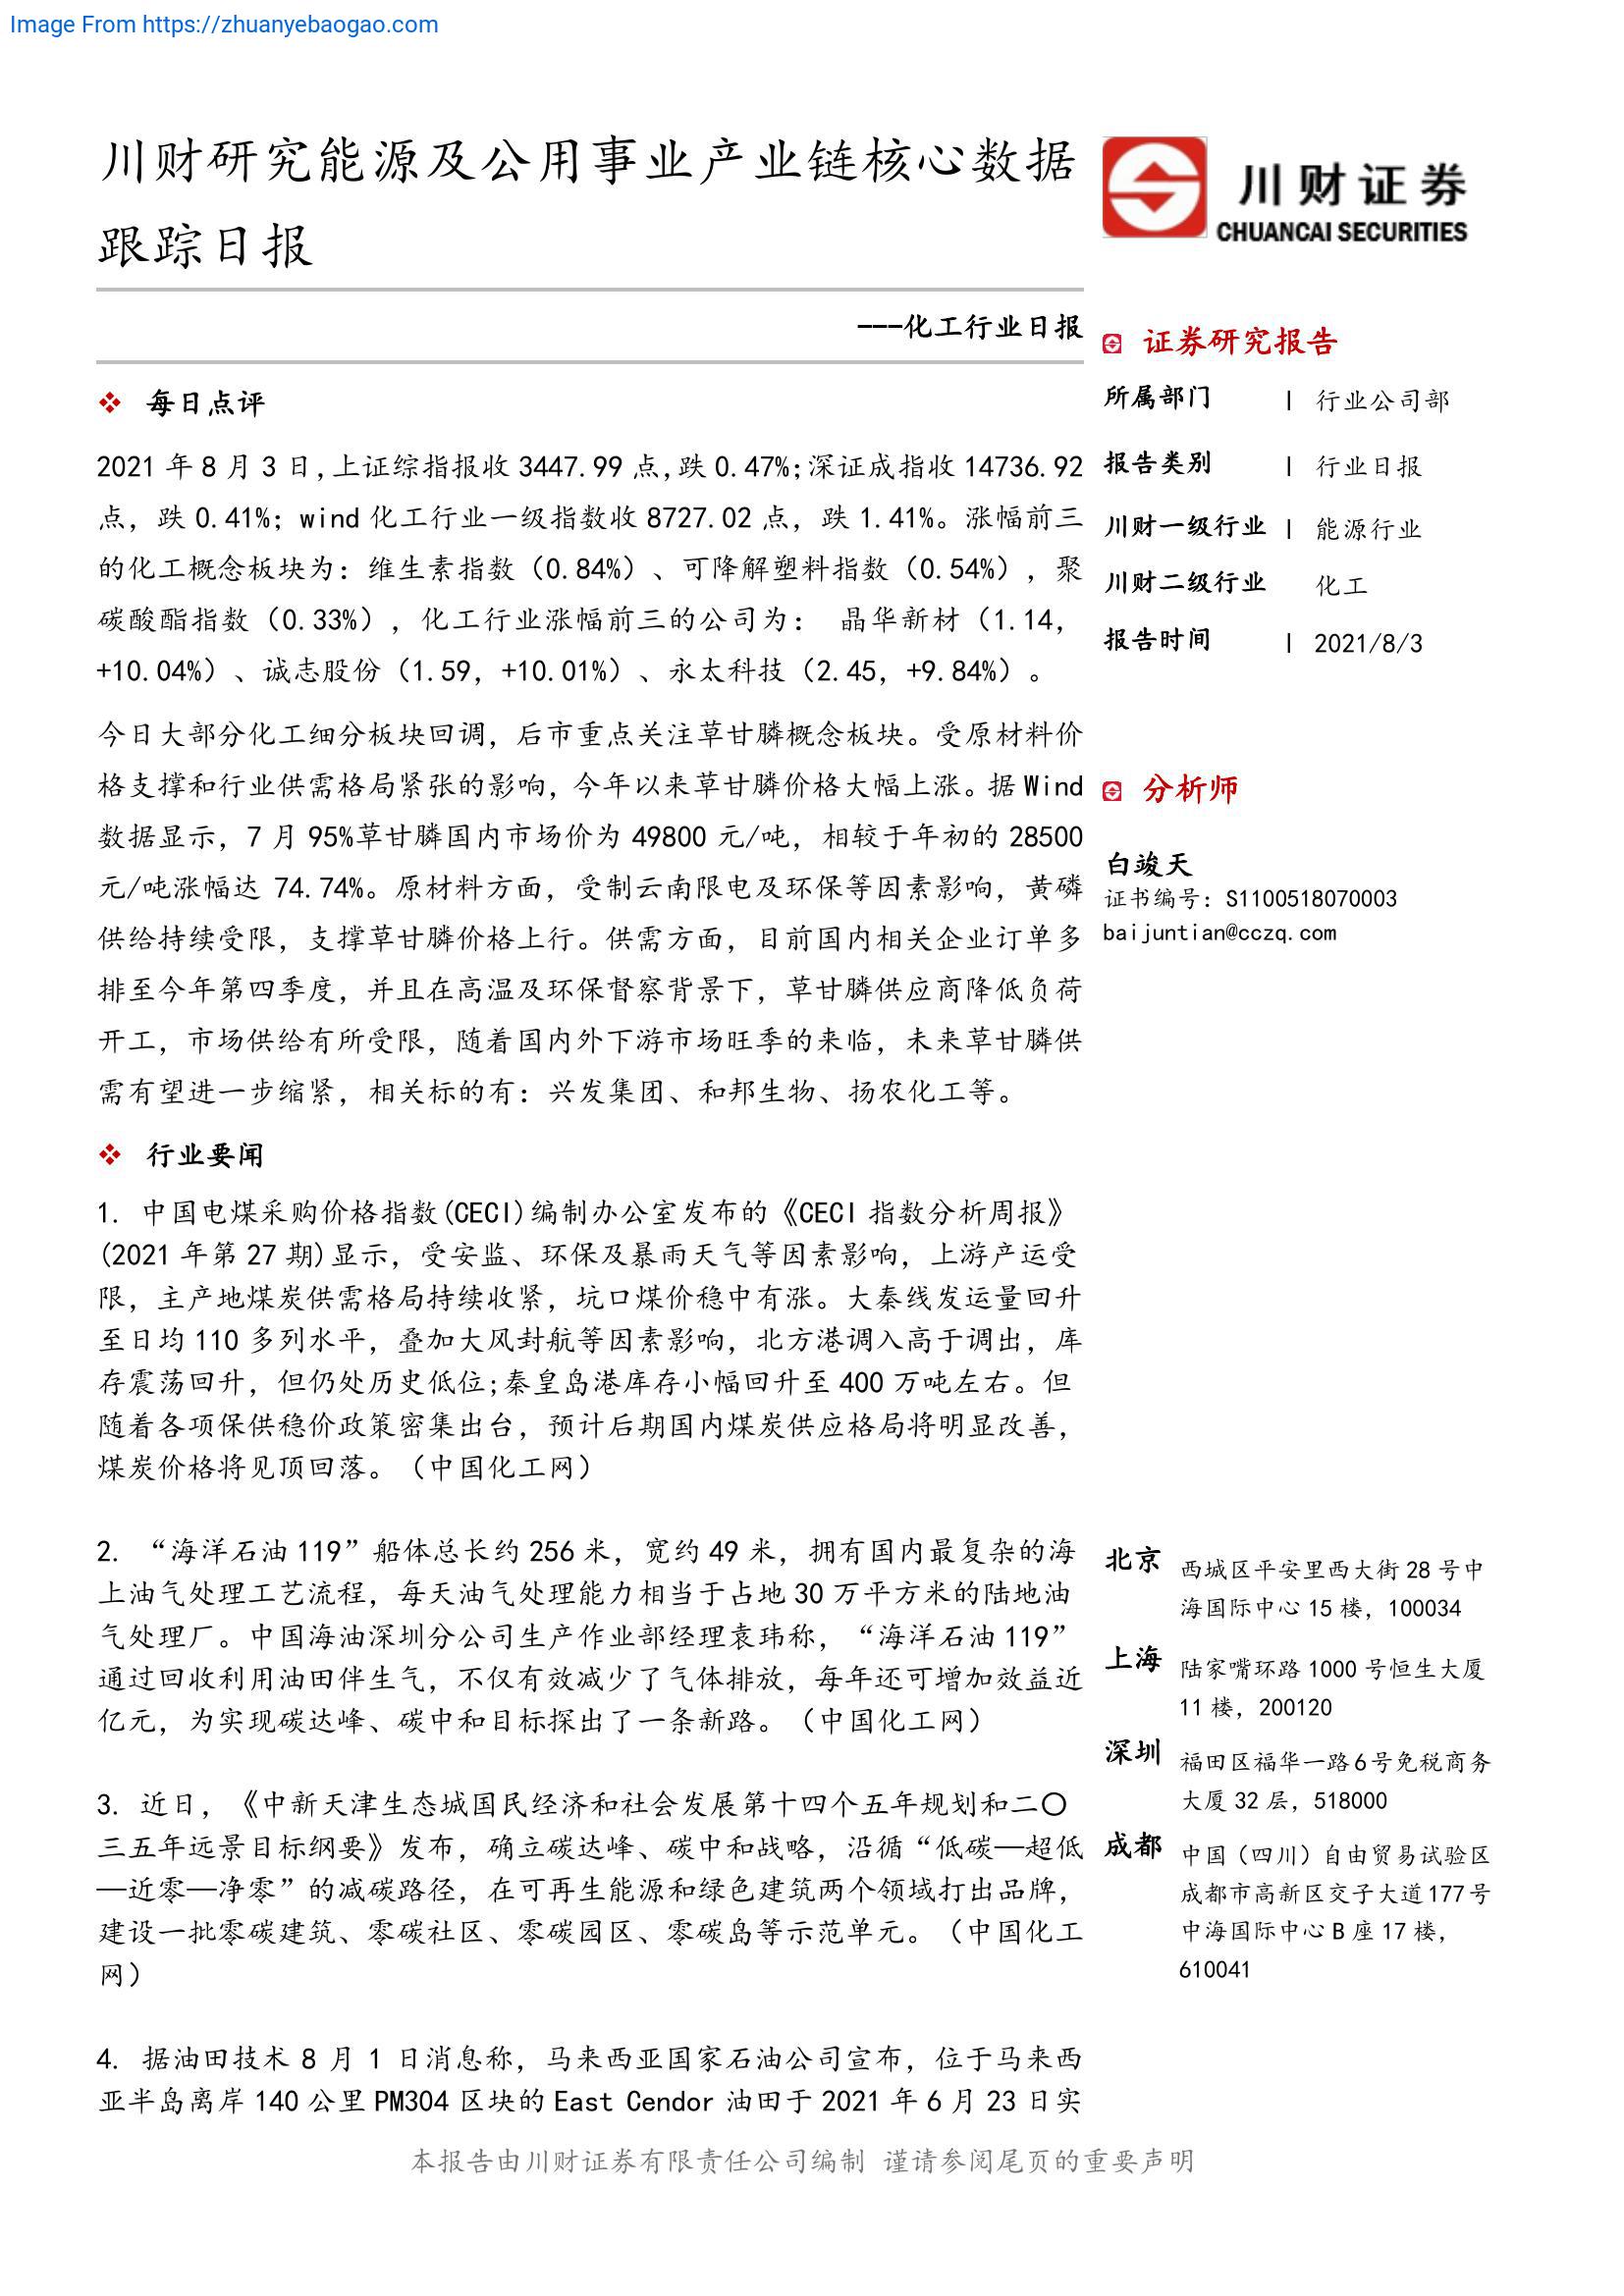 Image From https://zhuanyebaogao.com
川财研究能源及公用事业产业链核心数据
跟踪日报
---化工行业日报
川财证券
CHUANCAI SECURITIES
❖ 每日点评
2021 年 8 月 3 日,上证综指报收 3447.99 点,跌 0.47%;深证成指收 14736.92
点，跌 0.41%；wind 化工行业一级指数收 8727.02 点，跌 1.41%。涨幅前三
的化工概念板块为：维生素指数（0.84%）、可降解塑料指数（0.54%），聚
碳酸酯指数（0.33%），化工行业涨幅前三的公司为： 晶华新材（1.14，
+10.04%）、诚志股份（1.59，+10.01%）、永太科技（2.45，+9.84%）。
今日大部分化工细分板块回调，后市重点关注草甘膦概念板块。受原材料价
格支撑和行业供需格局紧张的影响，今年以来草甘膦价格大幅上涨。据 Wind
数据显示，7 月 95%草甘膦国内市场价为 49800 元/吨，相较于年初的 28500
元/吨涨幅达 74.74%。原材料方面，受制云南限电及环保等因素影响，黄磷
供给持续受限，支撑草甘膦价格上行。供需方面，目前国内相关企业订单多
排至今年第四季度，并且在高温及环保督察背景下，草甘膦供应商降低负荷
开工，市场供给有所受限，随着国内外下游市场旺季的来临，未来草甘膦供
需有望进一步缩紧，相关标的有：兴发集团、和邦生物、扬农化工等。
❖ 行业要闻
1. 中国电煤采购价格指数(CECI)编制办公室发布的《CECI 指数分析周报》
(2021 年第 27 期)显示，受安监、环保及暴雨天气等因素影响，上游产运受
限，主产地煤炭供需格局持续收紧，坑口煤价稳中有涨。大秦线发运量回升
至日均 110 多列水平，叠加大风封航等因素影响，北方港调入高于调出，库
存震荡回升，但仍处历史低位;秦皇岛港库存小幅回升至 400 万吨左右。但
随着各项保供稳价政策密集出台，预计后期国内煤炭供应格局将明显改善，
煤炭价格将见顶回落。（中国化工网）
2. “海洋石油 119”船体总长约 256 米，宽约 49 米，拥有国内最复杂的海
上油气处理工艺流程，每天油气处理能力相当于占地 30 万平方米的陆地油
气处理厂。中国海油深圳分公司生产作业部经理袁玮称，“海洋石油 119”
通过回收利用油田伴生气，不仅有效减少了气体排放，每年还可增加效益近
亿元，为实现碳达峰、碳中和目标探出了一条新路。（中国化工网）
3. 近日，《中新天津生态城国民经济和社会发展第十四个五年规划和二〇
三五年远景目标纲要》发布，确立碳达峰、碳中和战略，沿循“低碳—超低
—近零—净零”的减碳路径，在可再生能源和绿色建筑两个领域打出品牌，
建设一批零碳建筑、零碳社区、零碳园区、零碳岛等示范单元。（中国化工
网）
4. 据油田技术 8 月 1 日消息称，马来西亚国家石油公司宣布，位于马来西
亚半岛离岸 140 公里 PM304 区块的 East Cendor 油田于 2021 年 6 月 23 日实
证券研究报告
所属部门 | 行业公司部
报告类别 | 行业日报
川财一级行业 | 能源行业
川财二级行业 化工
报告时间 | 2021/8/3
分析师
白竣天
证书编号：S1100518070003
baijuntian@cczq.com
北京 西城区平安里西大街 28 号中
海国际中心 15 楼，100034
上海 陆家嘴环路 1000 号恒生大厦
11 楼，200120
深圳 福田区福华一路 6 号免税商务
大厦 32 层，518000
成都 中国（四川）自由贸易试验区
成都市高新区交子大道 177 号
中海国际中心 B 座 17 楼，
610041
本报告由川财证券有限责任公司编制 谨请参阅尾页的重要声明